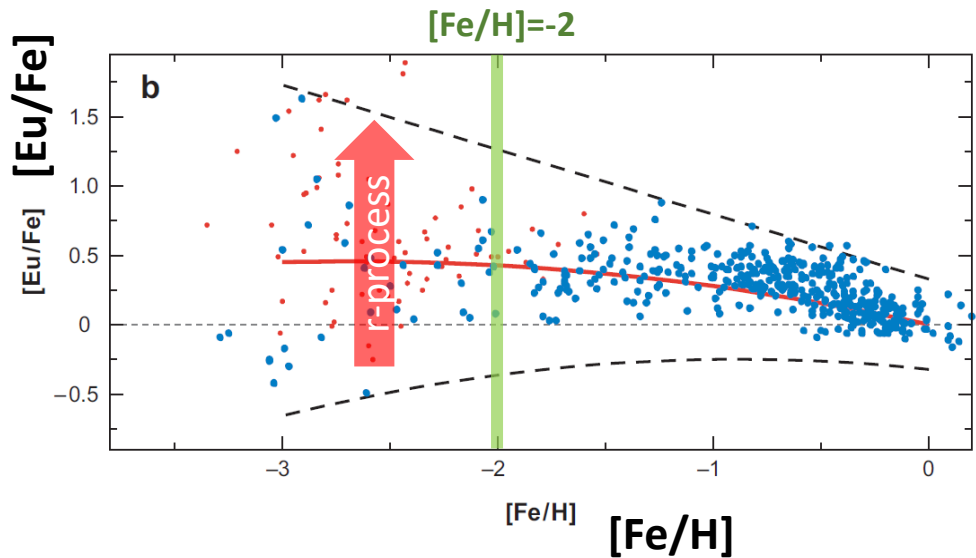 [Fe/H]=-2
[Eu/Fe]
b
[Eu/Fe]
1.5
1.0
0.5
0
–0.5
r-process
–3
–2
–1
0
[Fe/H]
[Fe/H]